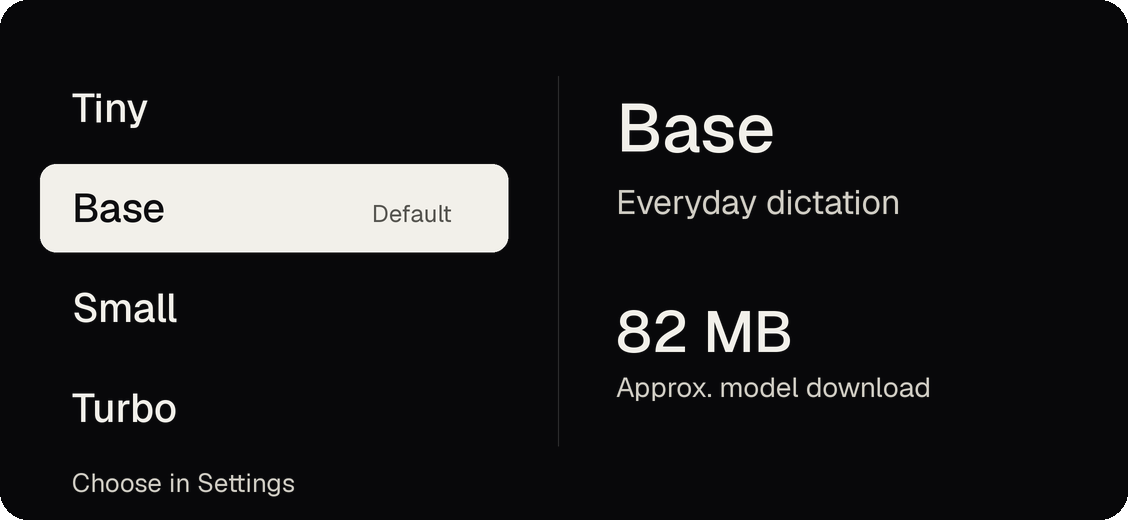 Tiny
Base Default
Small
Turbo
Choose in Settings
Base
Everyday dictation
82 MB
Approx. model download